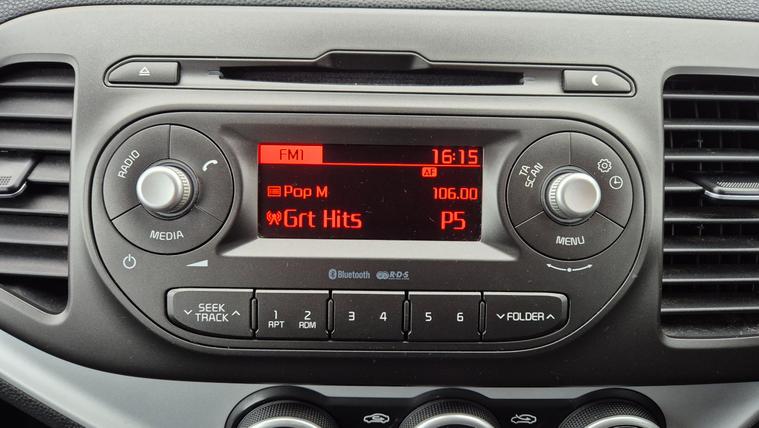 FM1 16:15
AF
Pop M 106.00
Grt Hits P5
RADIO
MEDIA
TA
SCAN
MENU
Bluetooth R·D·S
SEEK
TRACK
1
RPT
2
RDM
3 4
5 6
FOLDER